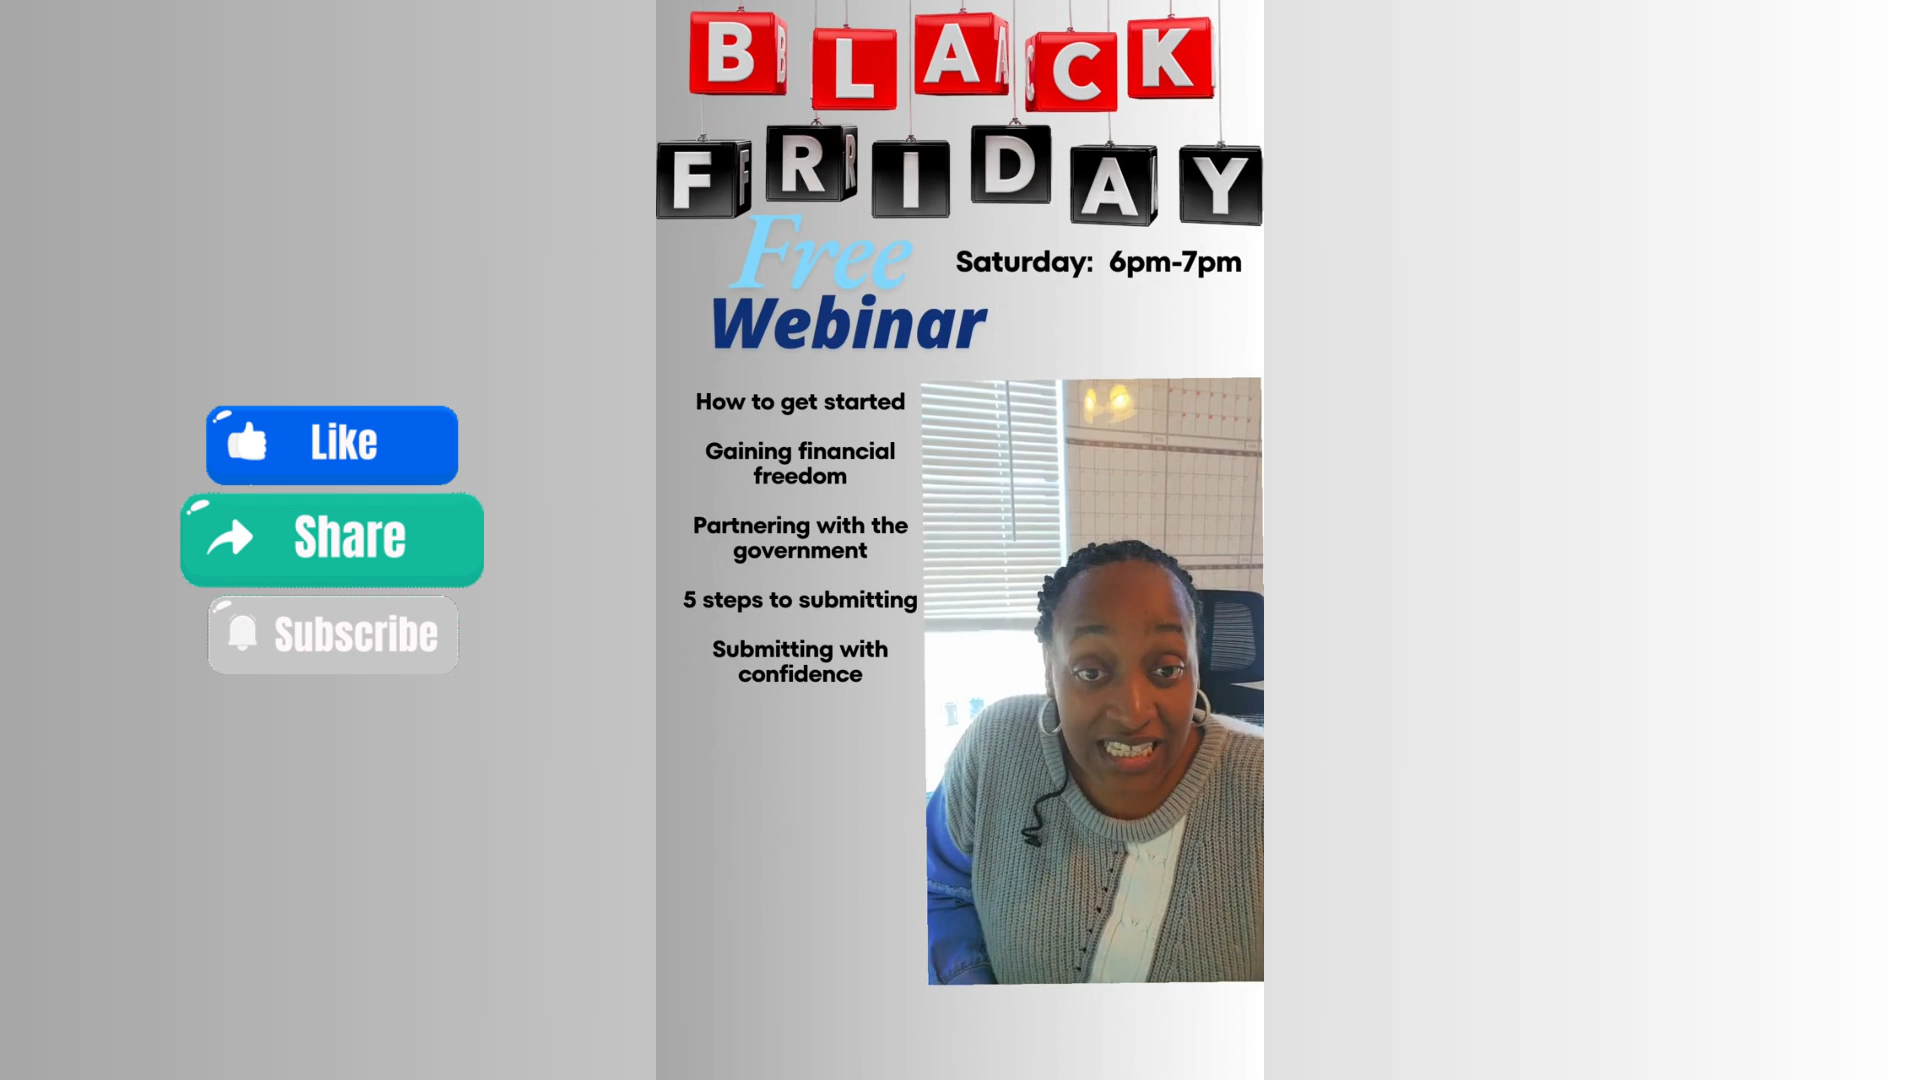 BLACK
FRIDAY
Free
Saturday: 6pm-7pm
Webinar
How to get started
Gaining financial
freedom
Partnering with the
government
5 steps to submitting
Submitting with
confidence
Like
Share
Subscribe